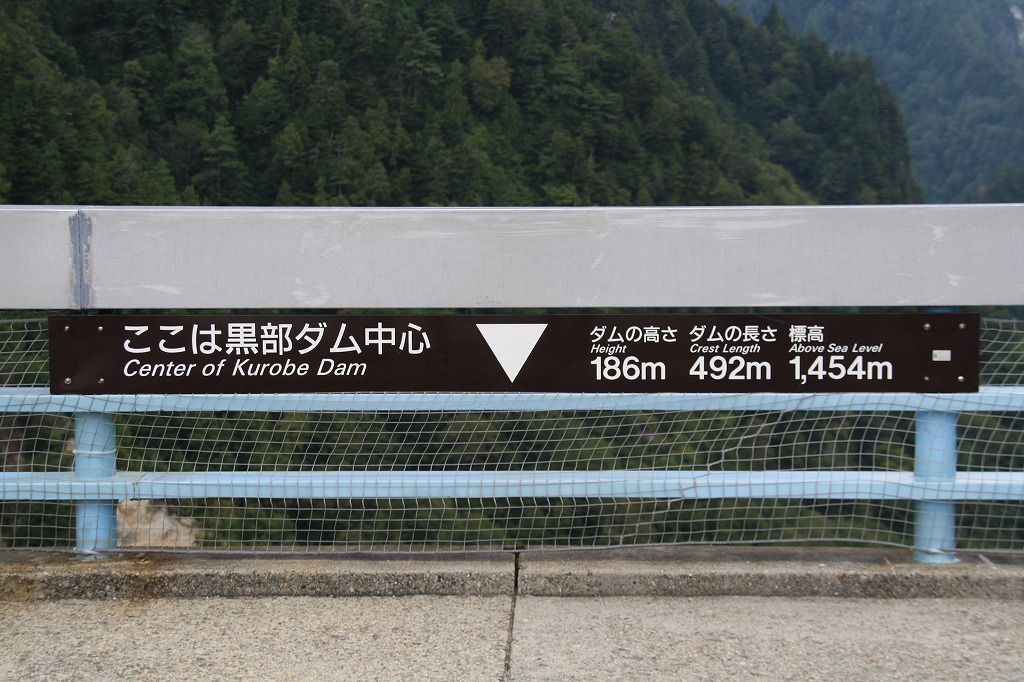 ここは黒部ダム中心
Center of Kurobe Dam
ダムの高さ
Height
186m
ダムの長さ
Crest Length
492m
標高
Above Sea Level
1,454m